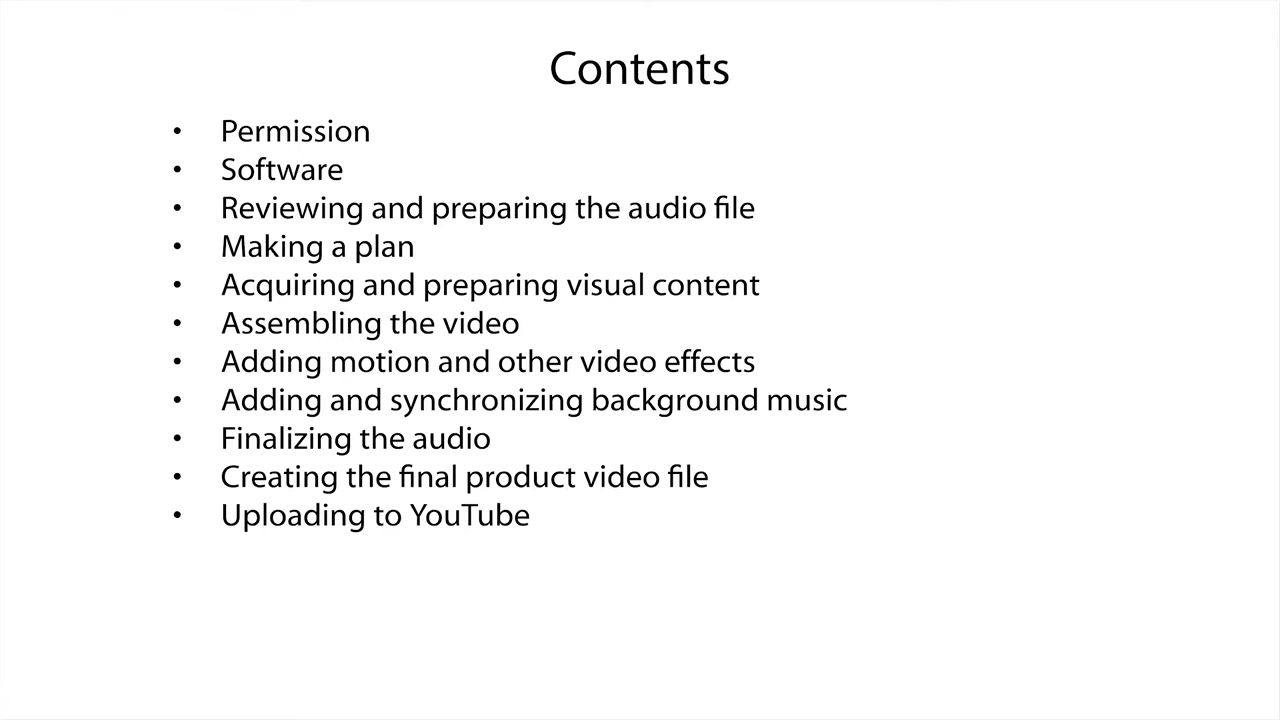 Contents
• Permission
• Software
• Reviewing and preparing the audio file
• Making a plan
• Acquiring and preparing visual content
• Assembling the video
• Adding motion and other video effects
• Adding and synchronizing background music
• Finalizing the audio
• Creating the final product video file
• Uploading to YouTube